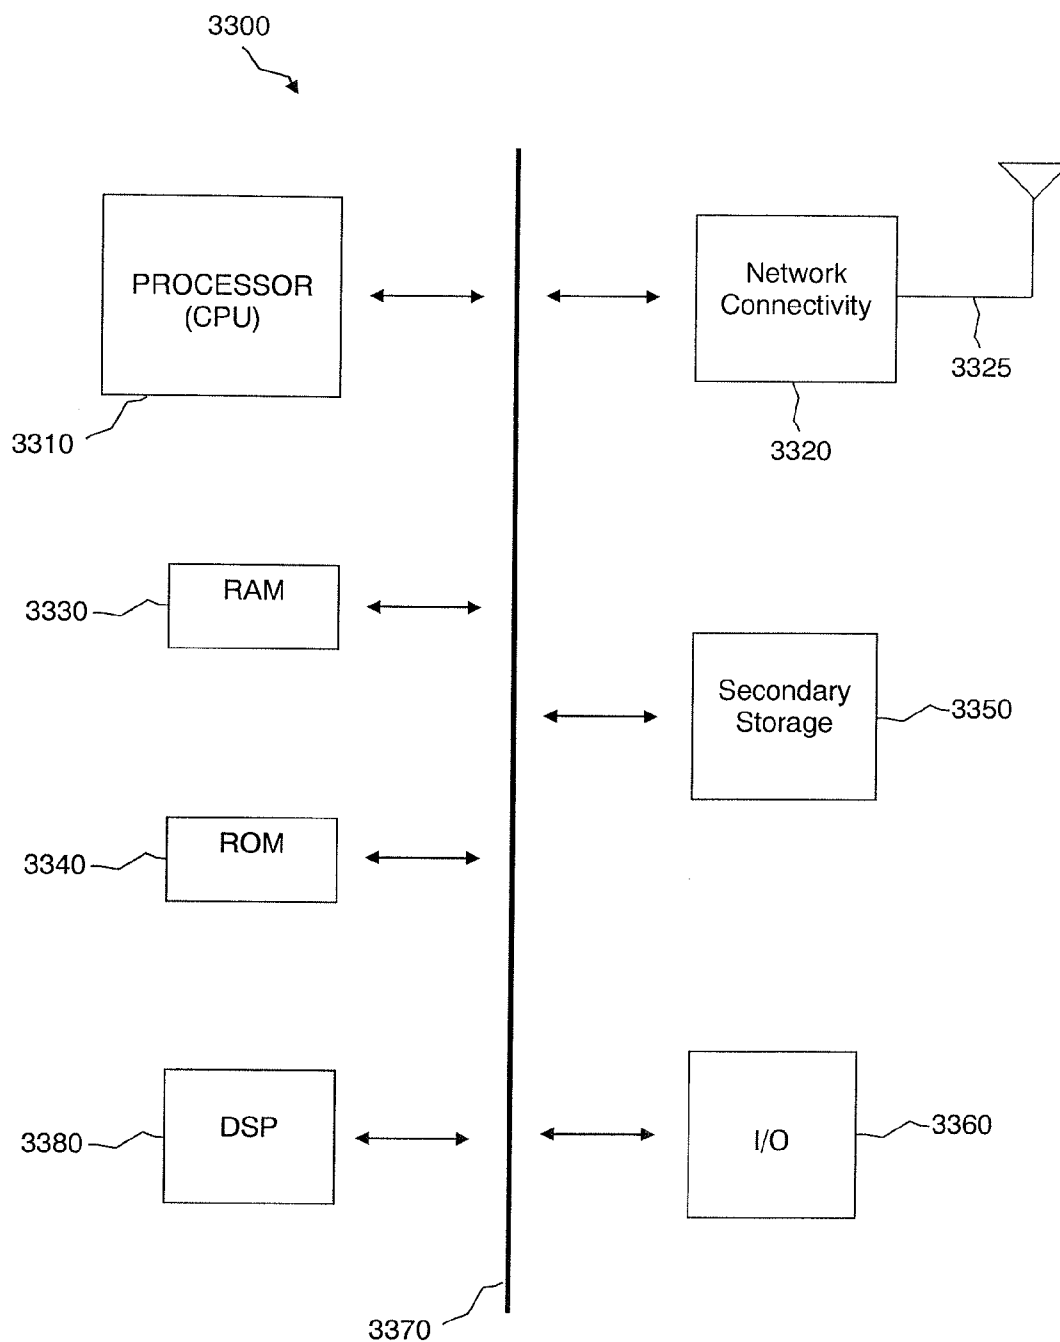 3300
PROCESSOR
(CPU)
3310
Network
Connectivity
3325
3320
RAM
3330
Secondary
Storage
3350
ROM
3340
DSP
3380
I/O
3360
3370